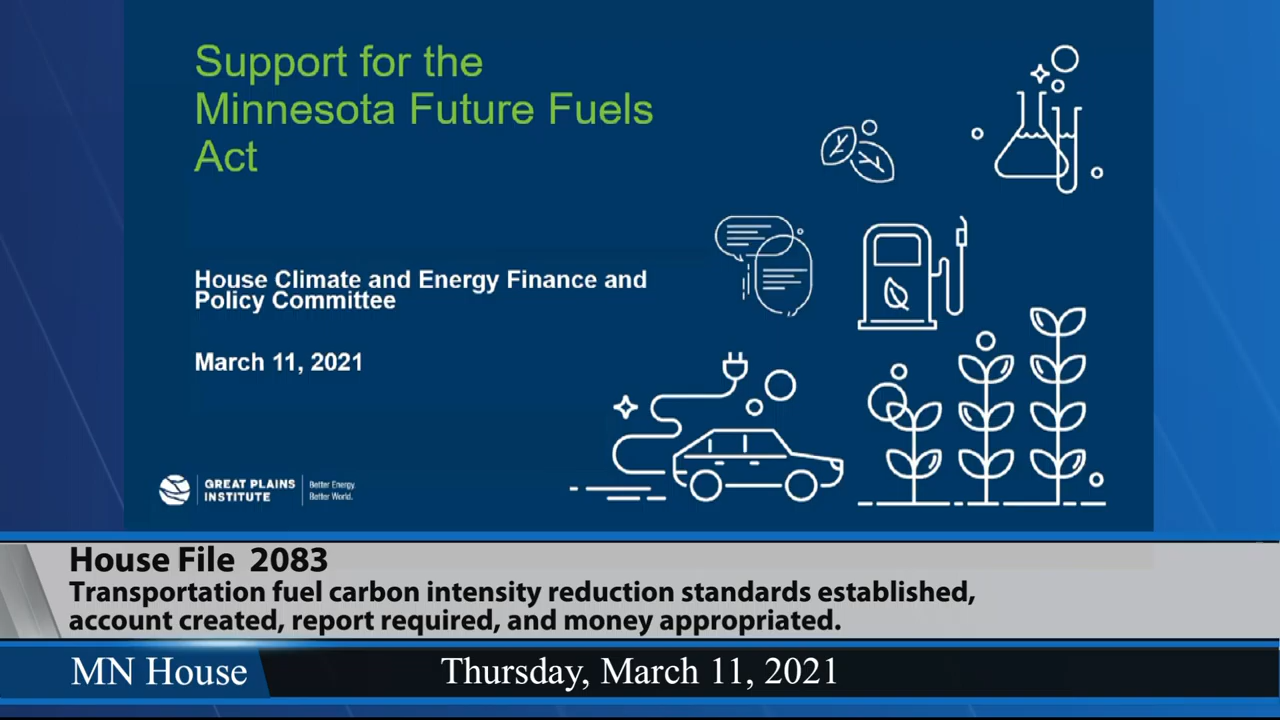 Support for the
Minnesota Future Fuels
Act
House Climate and Energy Finance and
Policy Committee
March 11, 2021
GREAT PLAINS
INSTITUTE
Better Energy.
Better World.
House File 2083
Transportation fuel carbon intensity reduction standards established,
account created, report required, and money appropriated.
MN House
Thursday, March 11, 2021